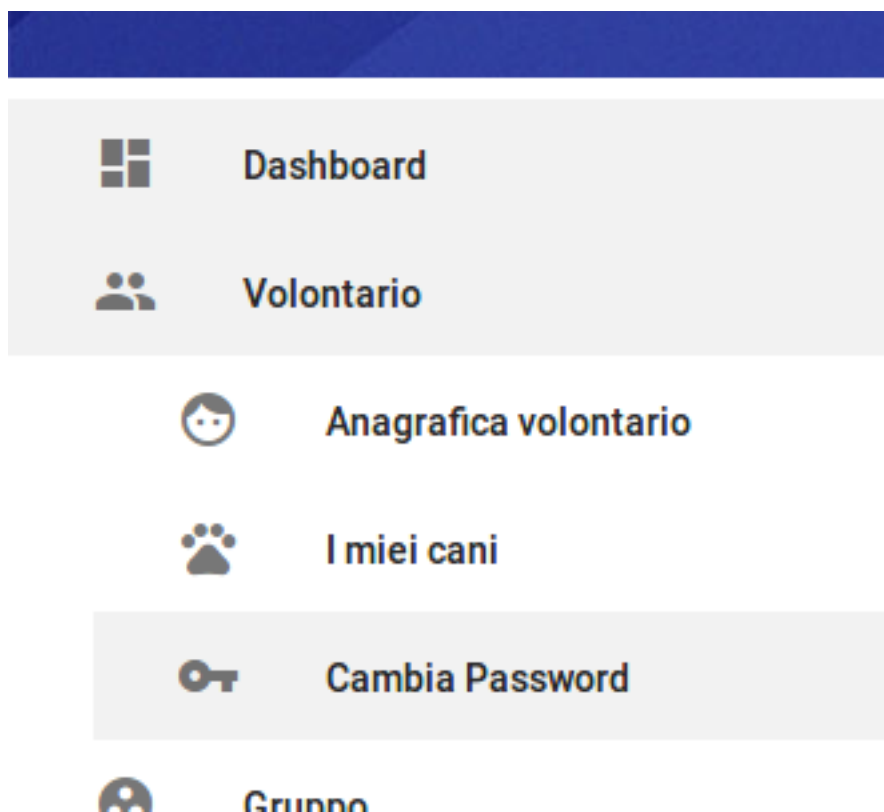 Dashboard
Volontario
Anagrafica volontario
I miei cani
Cambia Password
Gruppo